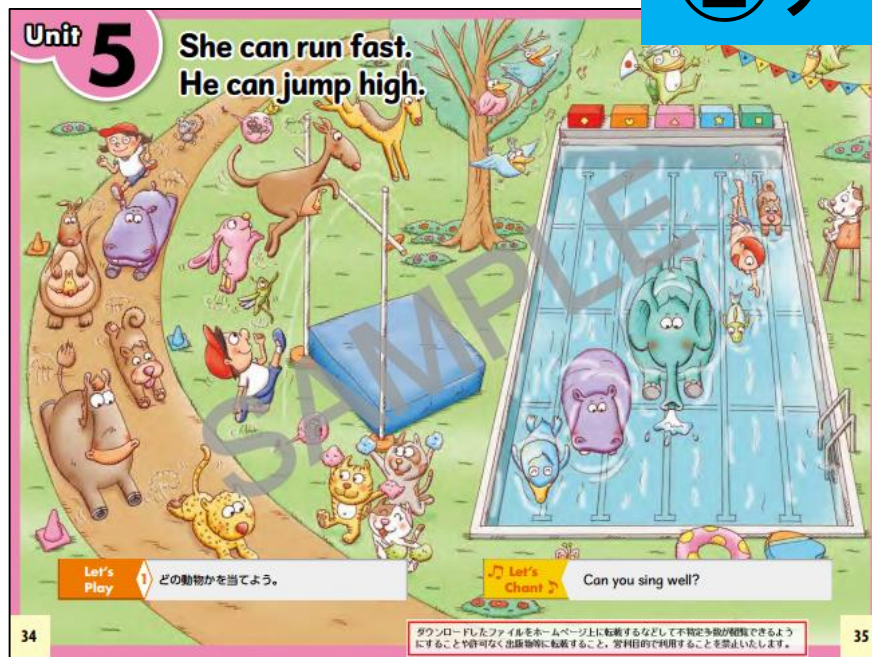 Unit 5
She can run fast.
He can jump high.
SAMPLE
Let's
Play
1 どの動物かを当てよう。
Let's
Chant
Can you sing well?
34
ダウンロードしたファイルをホームページ上に転載するなどして不特定多数が閲覧できるよう
にすることや許可なく出版物等に転載すること，営利目的で利用することを禁止いたします。
35